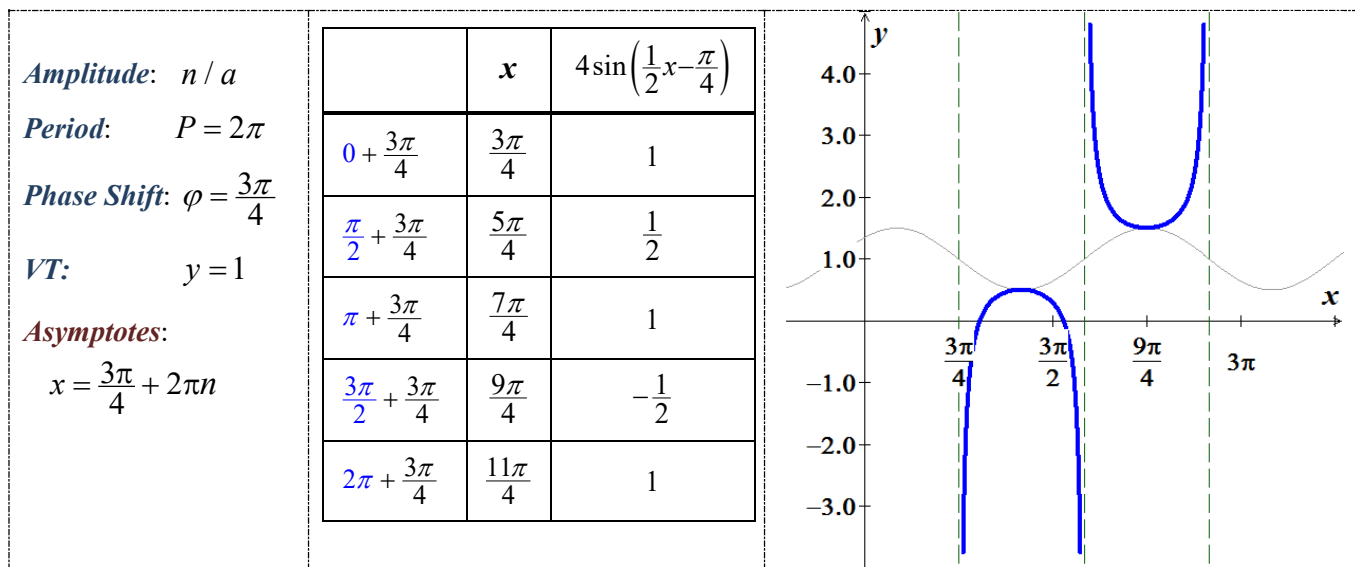 Amplitude: n / a
Period: P = 2π
Phase Shift: φ = 3π/4
VT: y = 1
Asymptotes:
x = 3π/4 + 2πn
x 4sin(1/2x−π/4)
0 + 3π/4 3π/4 1
π/2 + 3π/4 5π/4 1/2
π + 3π/4 7π/4 1
3π/2 + 3π/4 9π/4 −1/2
2π + 3π/4 11π/4 1
y
4.0
3.0
2.0
1.0
x
3π/4 3π/2 9π/4 3π
−1.0
−2.0
−3.0